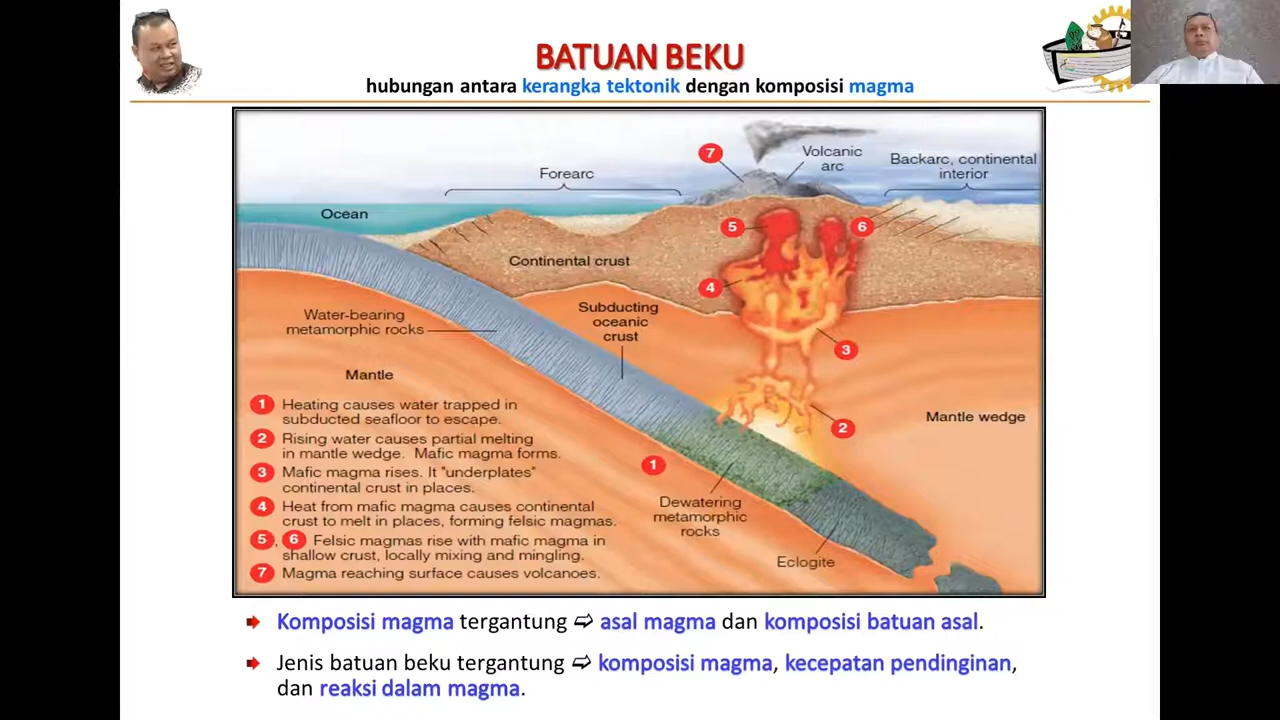 BATUAN BEKU
hubungan antara kerangka tektonik dengan komposisi magma
7
Volcanic
arc
Backarc, continental
interior
Forearc
Ocean
5
6
Continental crust
4
Subducting
oceanic
crust
Water-bearing
metamorphic rocks
3
Mantle
1 Heating causes water trapped in
subducted seafloor to escape.
2 Rising water causes partial melting
in mantle wedge. Mafic magma forms.
3 Mafic magma rises. It "underplates"
continental crust in places.
4 Heat from mafic magma causes continental
crust to melt in places, forming felsic magmas.
5, 6 Felsic magmas rise with mafic magma in
shallow crust, locally mixing and mingling.
7 Magma reaching surface causes volcanoes.
Mantle wedge
2
1
Dewatering
metamorphic
rocks
Eclogite
Komposisi magma tergantung ➩ asal magma dan komposisi batuan asal.
Jenis batuan beku tergantung ➩ komposisi magma, kecepatan pendinginan,
dan reaksi dalam magma.